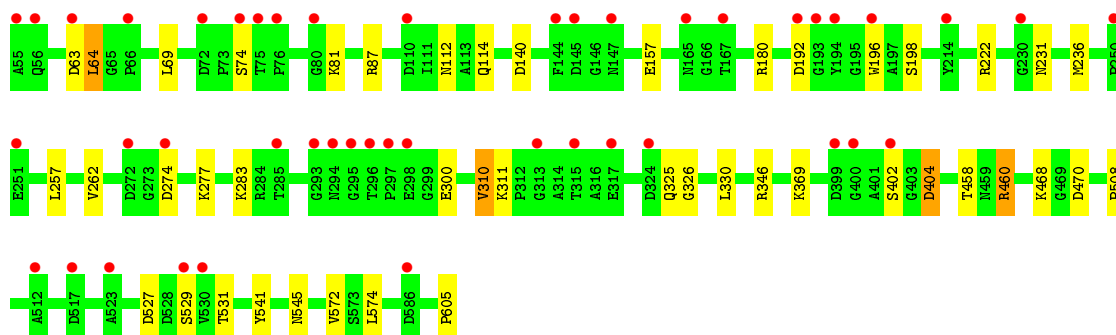 A55 Q56 D63 L64 G65 P66 L69 D72 P73 S74 T75 P76 G80 K81 R87 D110 I111 N112 A113 Q114 D140 F144 D145 G146 N147 E157 N165 G166 T167 R180 D192 G193 Y194 G195 W196 A197 S198 Y214 R222 G230 N231 M236
E251 L257 V262 D272 G273 D274 K277 K283 R284 T285 G293 N294 G295 T296 P297 E298 G299 E300 V310 K311 P312 G313 A314 T315 A316 E317 D324 Q325 G326 L330 R346 K369 D399 G400 A401 S402 G403 D404 T458 N459 R460 K468 G469 D470
A512 D517 A523 D527 D528 S529 V530 T531 Y541 N545 V572 S573 L574 D586 P605